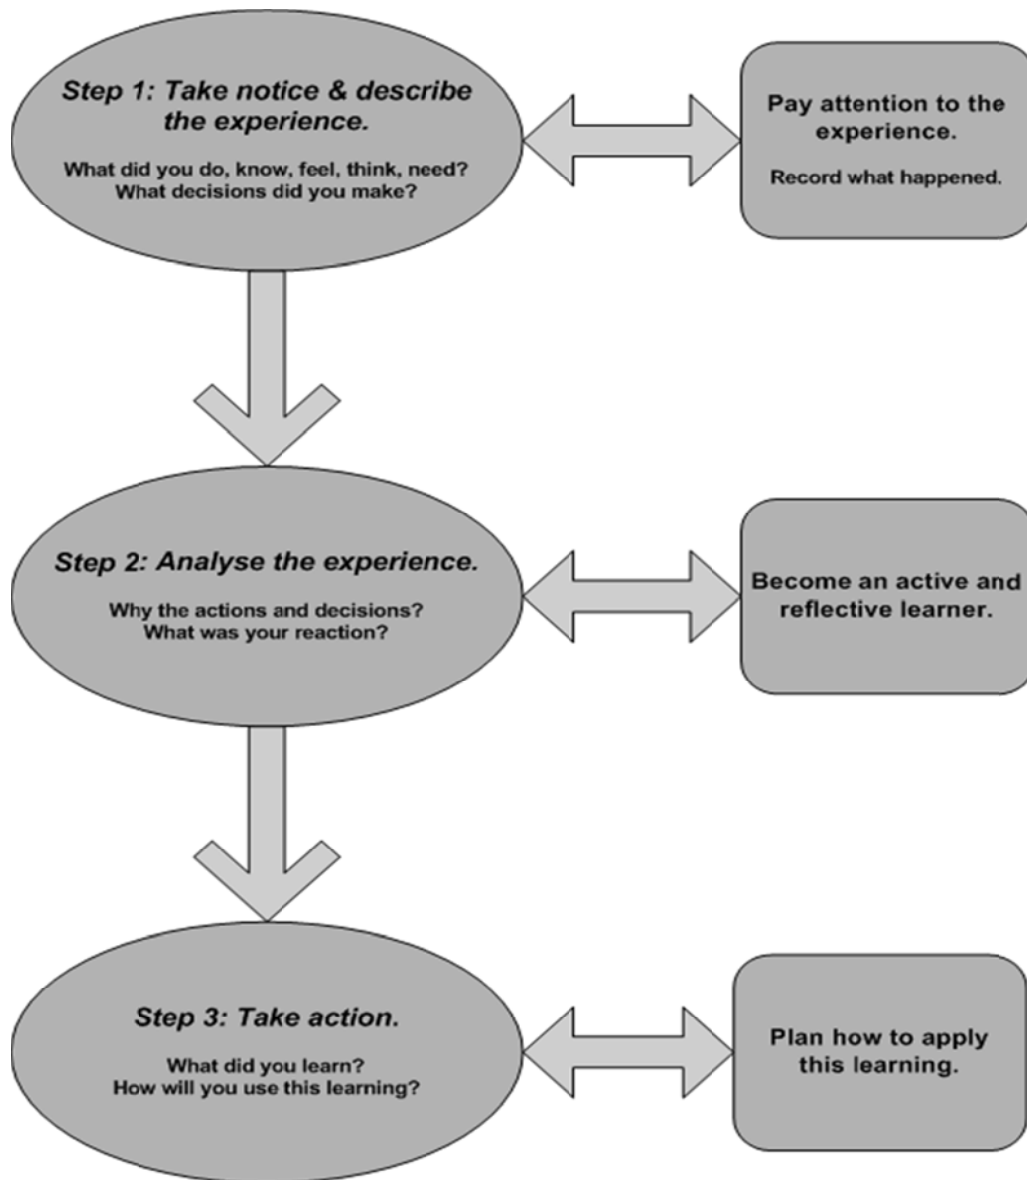 Step 1: Take notice & describe
the experience.
What did you do, know, feel, think, need?
What decisions did you make?
Pay attention to the
experience.
Record what happened.
Step 2: Analyse the experience.
Why the actions and decisions?
What was your reaction?
Become an active and
reflective learner.
Step 3: Take action.
What did you learn?
How will you use this learning?
Plan how to apply
this learning.